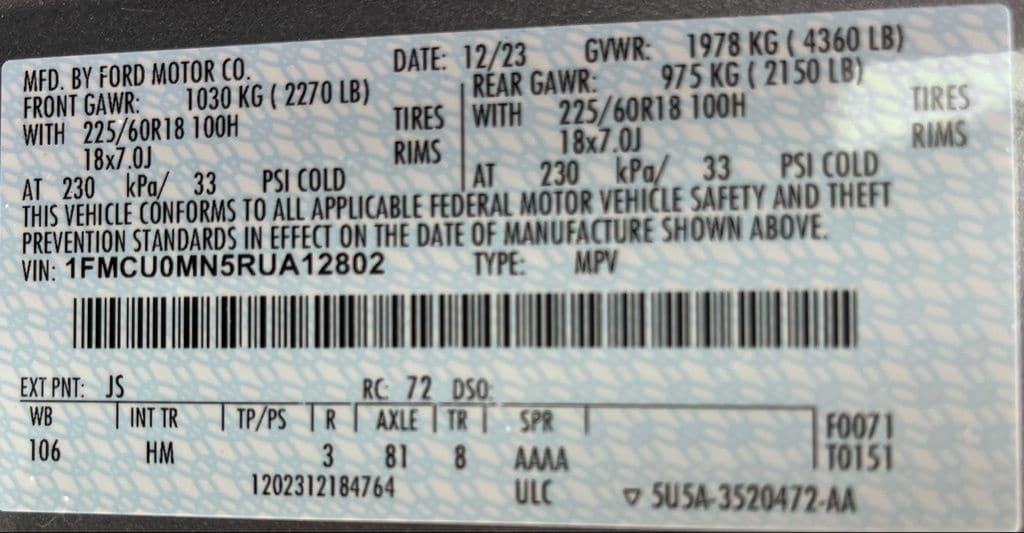 MFD. BY FORD MOTOR CO. DATE: 12/23 GVWR: 1978 KG ( 4360 LB)
FRONT GAWR: 1030 KG ( 2270 LB) REAR GAWR: 975 KG ( 2150 LB)
WITH 225/60R18 100H TIRES WITH 225/60R18 100H TIRES
18x7.0J RIMS 18x7.0J RIMS
AT 230 kPa/ 33 PSI COLD AT 230 kPa/ 33 PSI COLD
THIS VEHICLE CONFORMS TO ALL APPLICABLE FEDERAL MOTOR VEHICLE SAFETY AND THEFT
PREVENTION STANDARDS IN EFFECT ON THE DATE OF MANUFACTURE SHOWN ABOVE.
VIN: 1FMCU0MN5RUA12802 TYPE: MPV
EXT PNT: JS RC: 72 DSO:
WB INT TR TP/PS R AXLE TR SPR F0071
106 HM 3 81 8 AAAA T0151
1202312184764 ULC ▽ 5U5A-3520472-AA